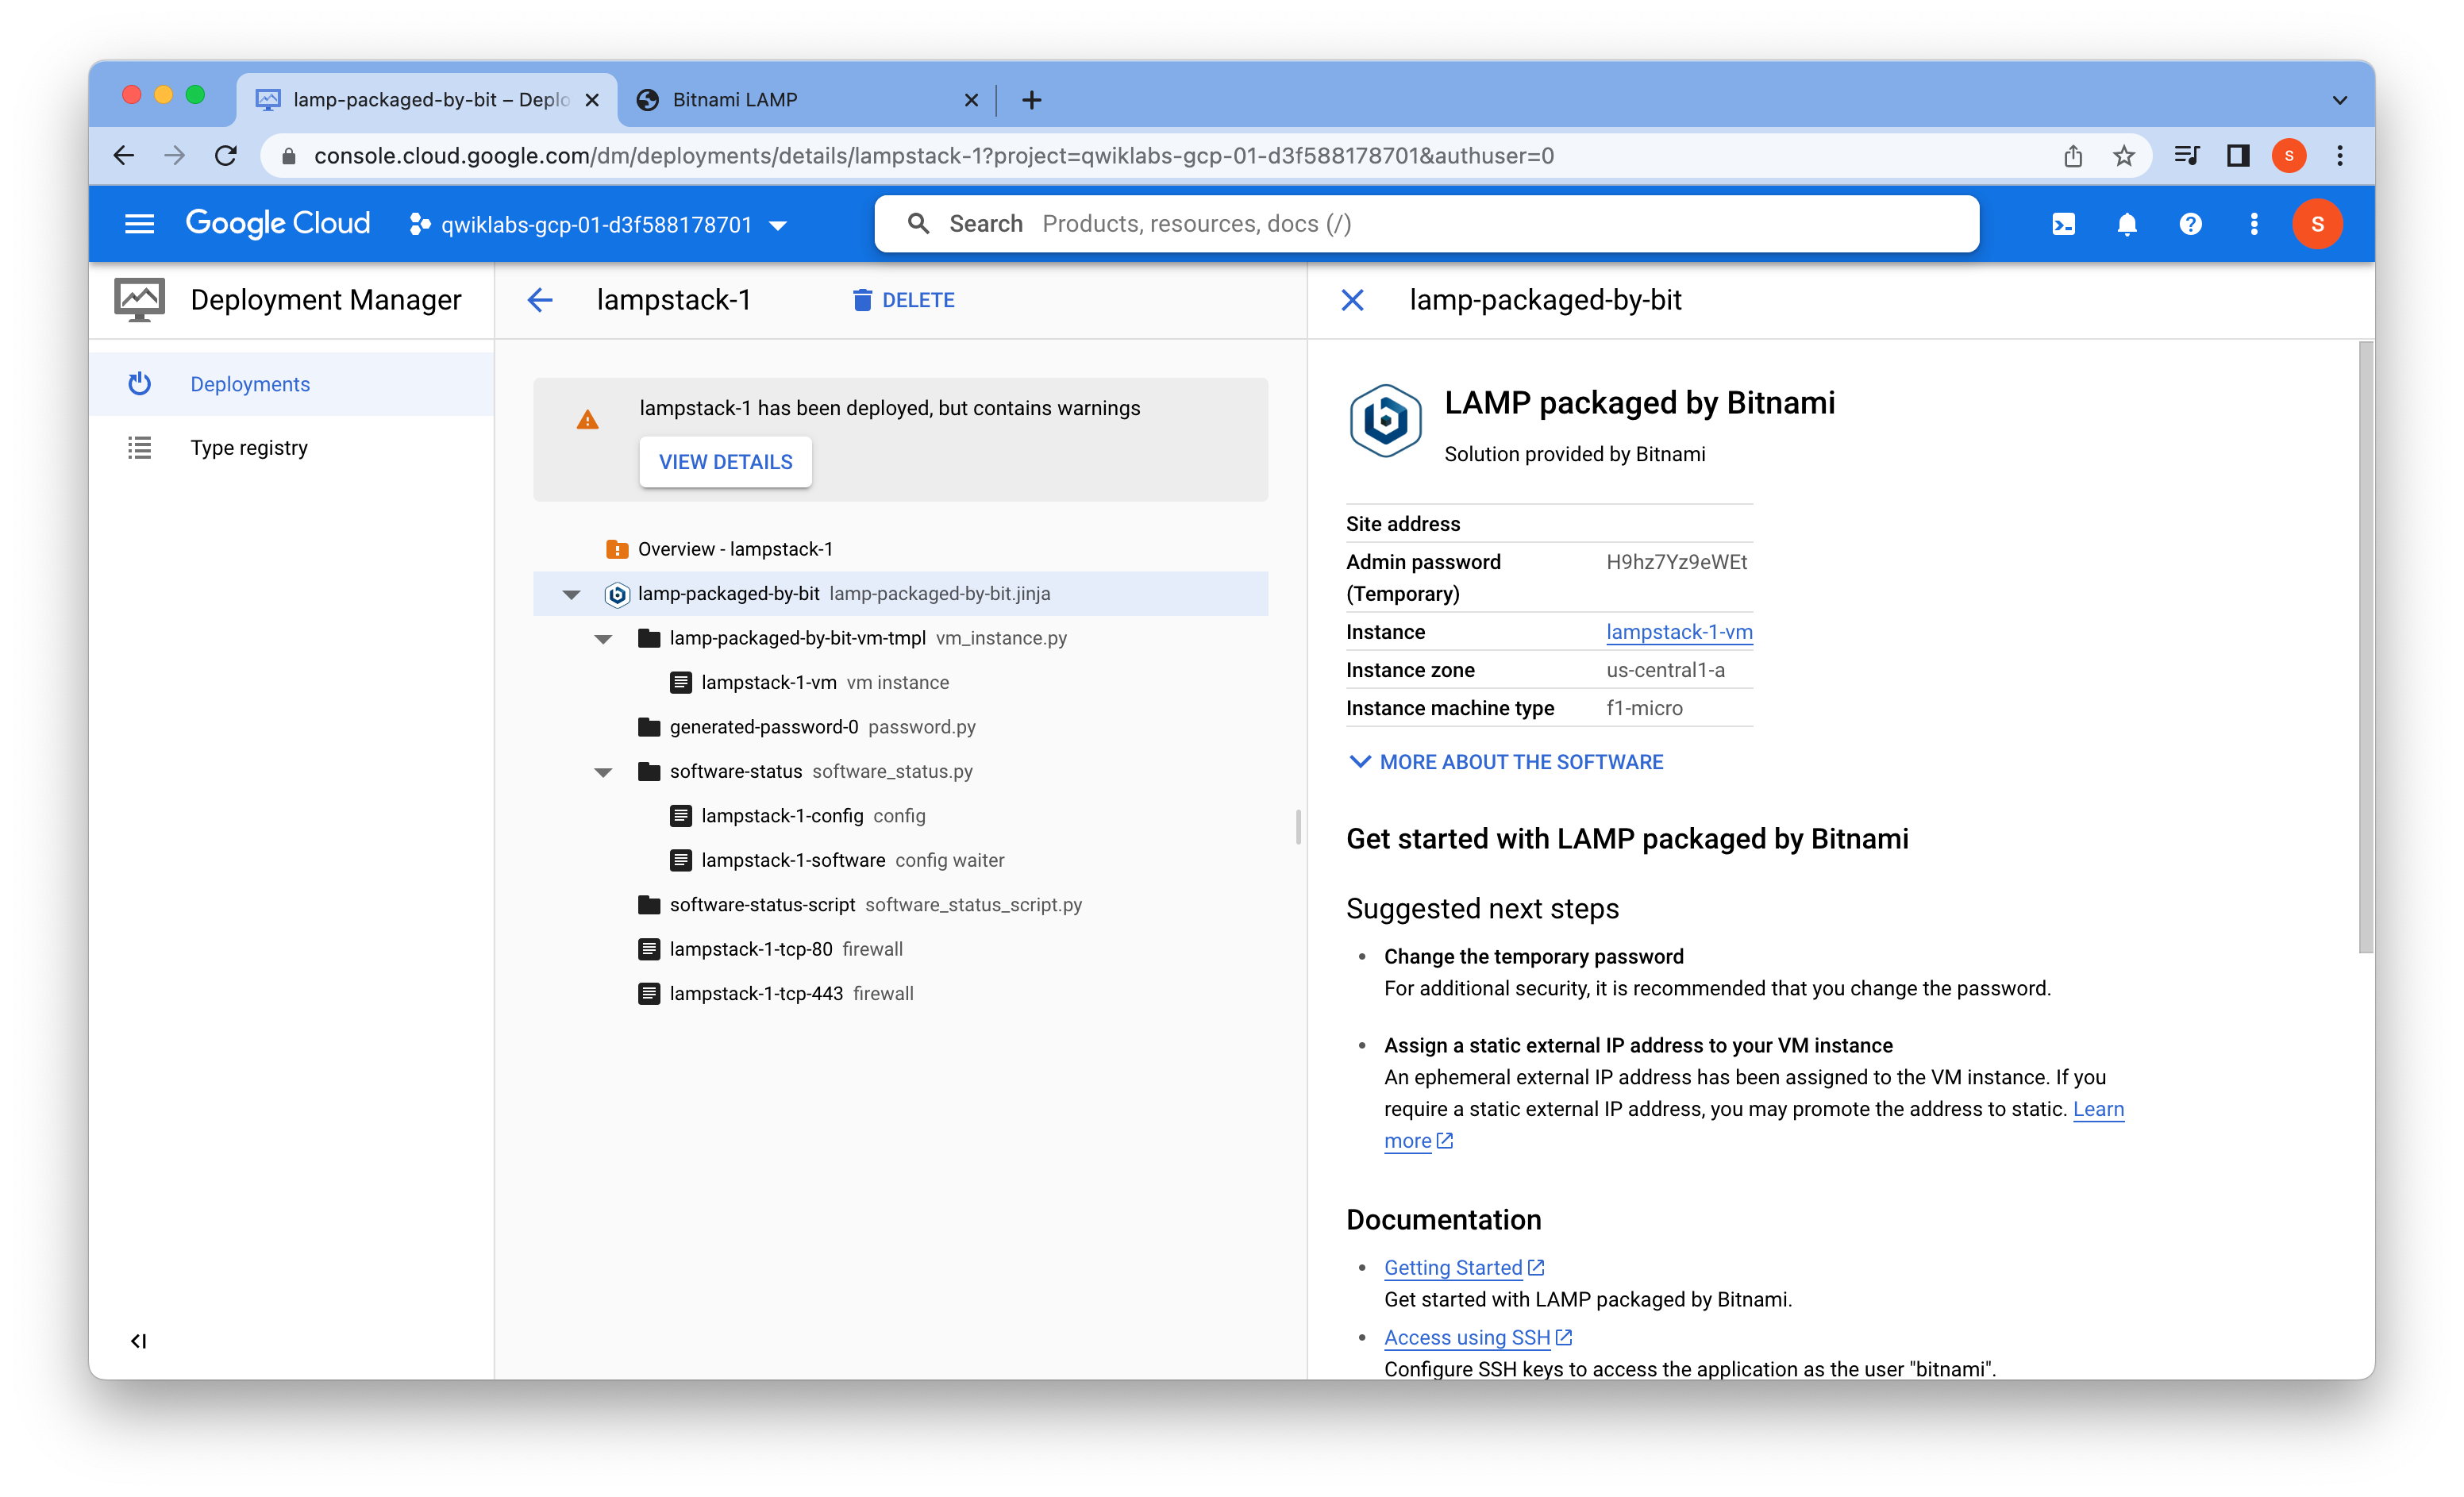 lamp-packaged-by-bit – Deplo
Bitnami LAMP
console.cloud.google.com/dm/deployments/details/lampstack-1?project=qwiklabs-gcp-01-d3f588178701&authuser=0
S
Google Cloud
qwiklabs-gcp-01-d3f588178701
Search Products, resources, docs (/)
S
Deployment Manager
Deployments
Type registry
lampstack-1
DELETE
lampstack-1 has been deployed, but contains warnings
VIEW DETAILS
Overview - lampstack-1
lamp-packaged-by-bit lamp-packaged-by-bit.jinja
lamp-packaged-by-bit-vm-tmpl vm_instance.py
lampstack-1-vm vm instance
generated-password-0 password.py
software-status software_status.py
lampstack-1-config config
lampstack-1-software config waiter
software-status-script software_status_script.py
lampstack-1-tcp-80 firewall
lampstack-1-tcp-443 firewall
lamp-packaged-by-bit
LAMP packaged by Bitnami
Solution provided by Bitnami
Site address
Admin password H9hz7Yz9eWEt
(Temporary)
Instance lampstack-1-vm
Instance zone us-central1-a
Instance machine type f1-micro
MORE ABOUT THE SOFTWARE
Get started with LAMP packaged by Bitnami
Suggested next steps
• Change the temporary password
For additional security, it is recommended that you change the password.
• Assign a static external IP address to your VM instance
An ephemeral external IP address has been assigned to the VM instance. If you
require a static external IP address, you may promote the address to static. Learn
more
Documentation
• Getting Started
Get started with LAMP packaged by Bitnami.
• Access using SSH
Configure SSH keys to access the application as the user "bitnami".